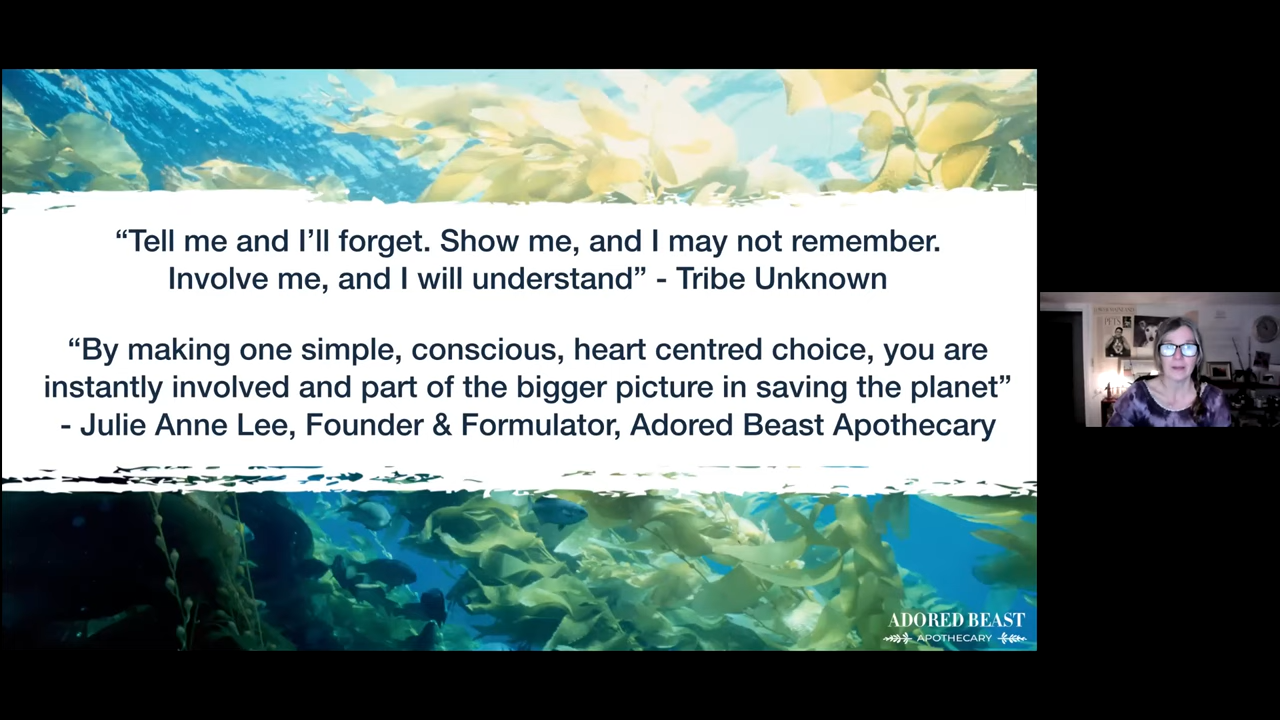 “Tell me and I’ll forget. Show me, and I may not remember.
Involve me, and I will understand” - Tribe Unknown
“By making one simple, conscious, heart centred choice, you are
instantly involved and part of the bigger picture in saving the planet”
- Julie Anne Lee, Founder & Formulator, Adored Beast Apothecary
ADORED BEAST
APOTHECARY
PETS